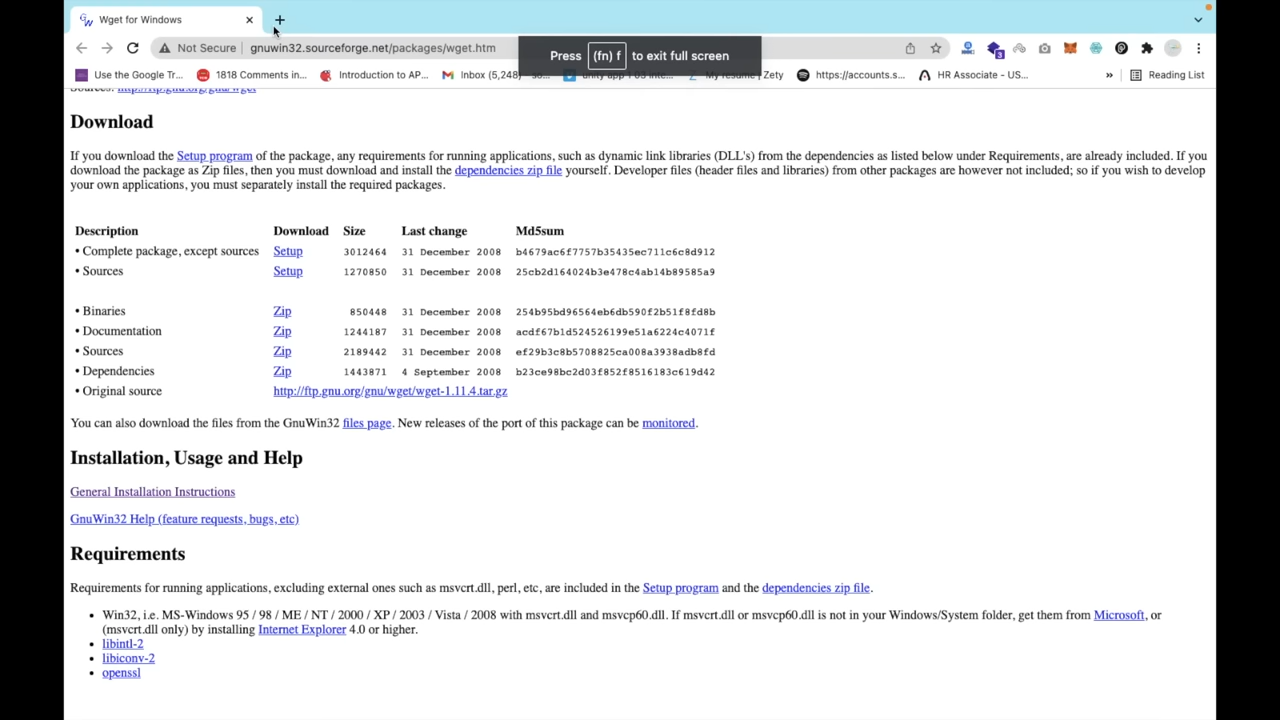 Wget for Windows
Not Secure gnuwin32.sourceforge.net/packages/wget.htm
Press (fn) f to exit full screen
Use the Google Tr... 1818 Comments in... Introduction to AP... Inbox (5,248) My resume | Zety https://accounts.s... HR Associate - US... » Reading List
Sources: http://ftp.gnu.org/gnu/wget
Download
If you download the Setup program of the package, any requirements for running applications, such as dynamic link libraries (DLL's) from the dependencies as listed below under Requirements, are already included. If you
download the package as Zip files, then you must download and install the dependencies zip file yourself. Developer files (header files and libraries) from other packages are however not included; so if you wish to develop
your own applications, you must separately install the required packages.
Description Download Size Last change Md5sum
• Complete package, except sources Setup 3012464 31 December 2008 b4679ac6f7757b35435ec711c6c8d912
• Sources Setup 1270850 31 December 2008 25cb2d164024b3e478c4ab14b89585a9
• Binaries Zip 850448 31 December 2008 254b95bd96564eb6db590f2b51f8fd8b
• Documentation Zip 1244187 31 December 2008 acdf67b1d524526199e51a6224c4071f
• Sources Zip 2189442 31 December 2008 ef29b3c8b5708825ca008a3938adb8fd
• Dependencies Zip 1443871 4 September 2008 b23ce98bc2d03f852f8516183c619d42
• Original source http://ftp.gnu.org/gnu/wget/wget-1.11.4.tar.gz
You can also download the files from the GnuWin32 files page. New releases of the port of this package can be monitored.
Installation, Usage and Help
General Installation Instructions
GnuWin32 Help (feature requests, bugs, etc)
Requirements
Requirements for running applications, excluding external ones such as msvcrt.dll, perl, etc, are included in the Setup program and the dependencies zip file.
• Win32, i.e. MS-Windows 95 / 98 / ME / NT / 2000 / XP / 2003 / Vista / 2008 with msvcrt.dll and msvcp60.dll. If msvcrt.dll or msvcp60.dll is not in your Windows/System folder, get them from Microsoft, or
(msvcrt.dll only) by installing Internet Explorer 4.0 or higher.
• libintl-2
• libiconv-2
• openssl